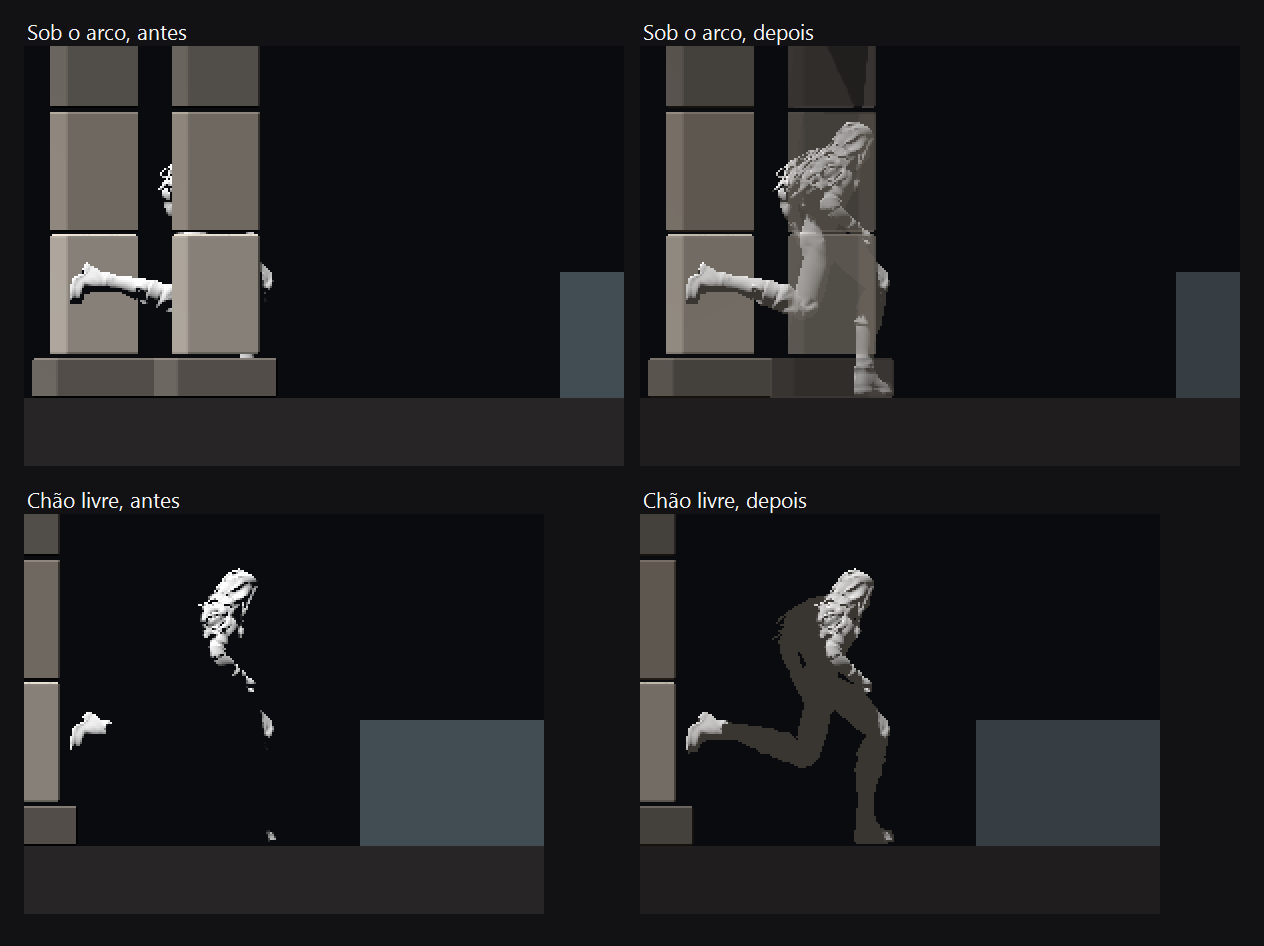 Sob o arco, antes
Sob o arco, depois
Chão livre, antes
Chão livre, depois